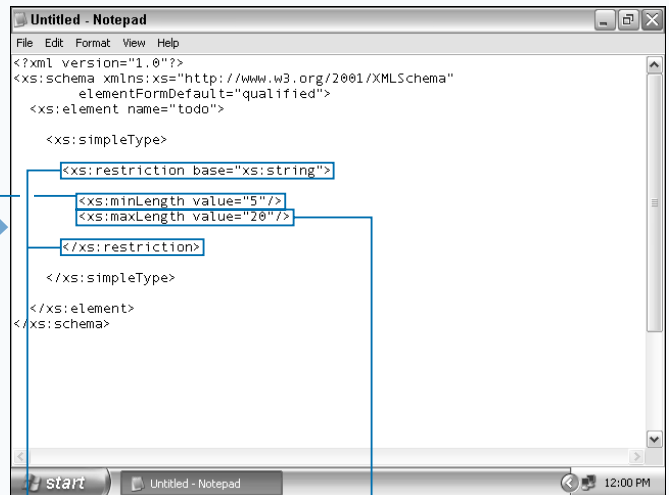 Untitled - Notepad
File Edit Format View Help
<?xml version="1.0"?>
<xs:schema xmlns:xs="http://www.w3.org/2001/XMLSchema"
elementFormDefault="qualified">
<xs:element name="todo">
<xs:simpleType>
<xs:restriction base="xs:string">
<xs:minLength value="5"/>
<xs:maxLength value="20"/>
</xs:restriction>
</xs:simpleType>
</xs:element>
</xs:schema>
start Untitled - Notepad 12:00 PM